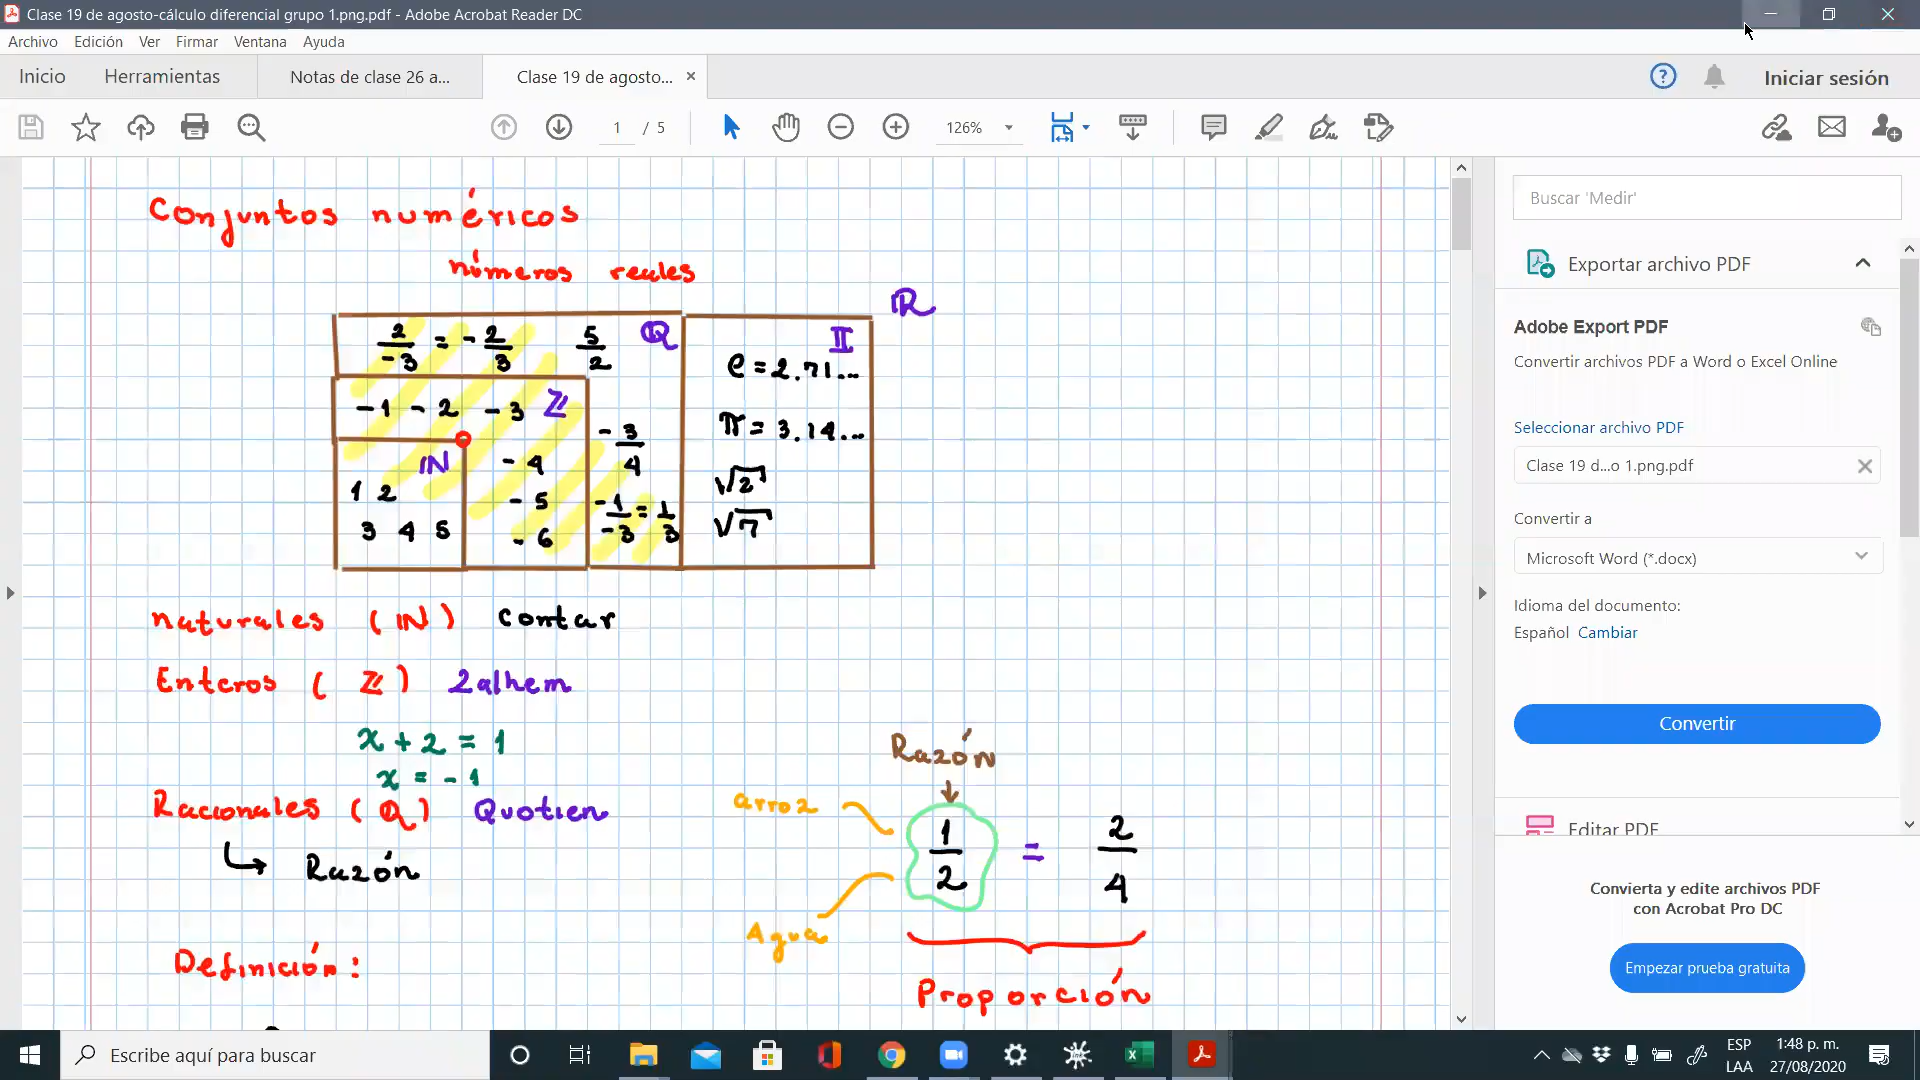 Clase 19 de agosto-cálculo diferencial grupo 1.png.pdf - Adobe Acrobat Reader DC
Archivo Edición Ver Firmar Ventana Ayuda
Inicio Herramientas Notas de clase 26 a... Clase 19 de agosto... Iniciar sesión
1 / 5 126%
Conjuntos numéricos
números reales
ℝ
2/-3 = -2/3 5/2 ℚ
𝕀
e = 2.71...
-1 -2 -3 ℤ
π = 3.14...
-3/4
ℕ -4
√2
1 2 -5
-1/-3 = 1/3
√7
3 4 5 -6
naturales (ℕ) contar
Enteros (ℤ) Zalhem
x + 2 = 1
x = -1
Racionales (ℚ) Quotien
Razón
Razón
arroz
1/2 = 2/4
Agua
Proporción
Definición:
Buscar 'Medir'
Exportar archivo PDF
Adobe Export PDF
Convertir archivos PDF a Word o Excel Online
Seleccionar archivo PDF
Clase 19 d...o 1.png.pdf
Convertir a
Microsoft Word (*.docx)
Idioma del documento:
Español Cambiar
Convertir
Editar PDF
Convierta y edite archivos PDF
con Acrobat Pro DC
Empezar prueba gratuita
Escribe aquí para buscar
ESP
LAA
1:48 p. m.
27/08/2020